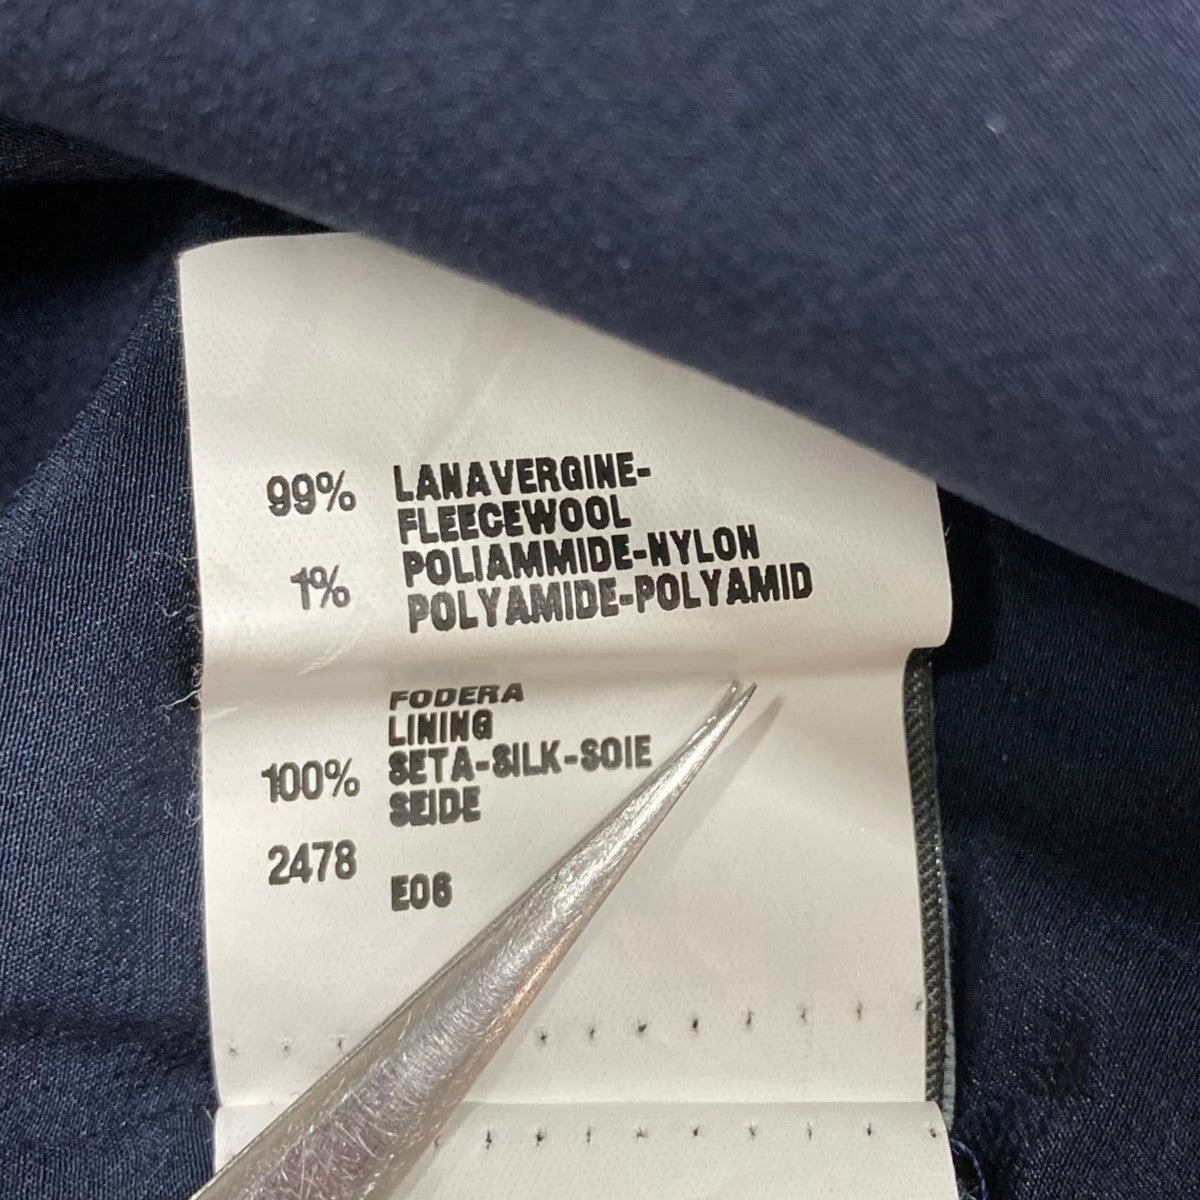 99% LANAVERGINE-
FLEECEWOOL
1% POLIAMMIDE-NYLON
POLYAMIDE-POLYAMID
FODERA
LINING
100% SETA-SILK-SOIE
SEIDE
2478
E06